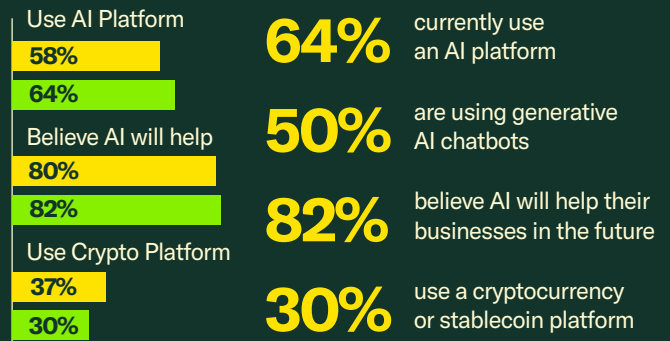 Use AI Platform
58%
64%
Believe AI will help
80%
82%
Use Crypto Platform
37%
30%
64%
currently use
an AI platform
50%
are using generative
AI chatbots
82%
believe AI will help their
businesses in the future
30%
use a cryptocurrency
or stablecoin platform